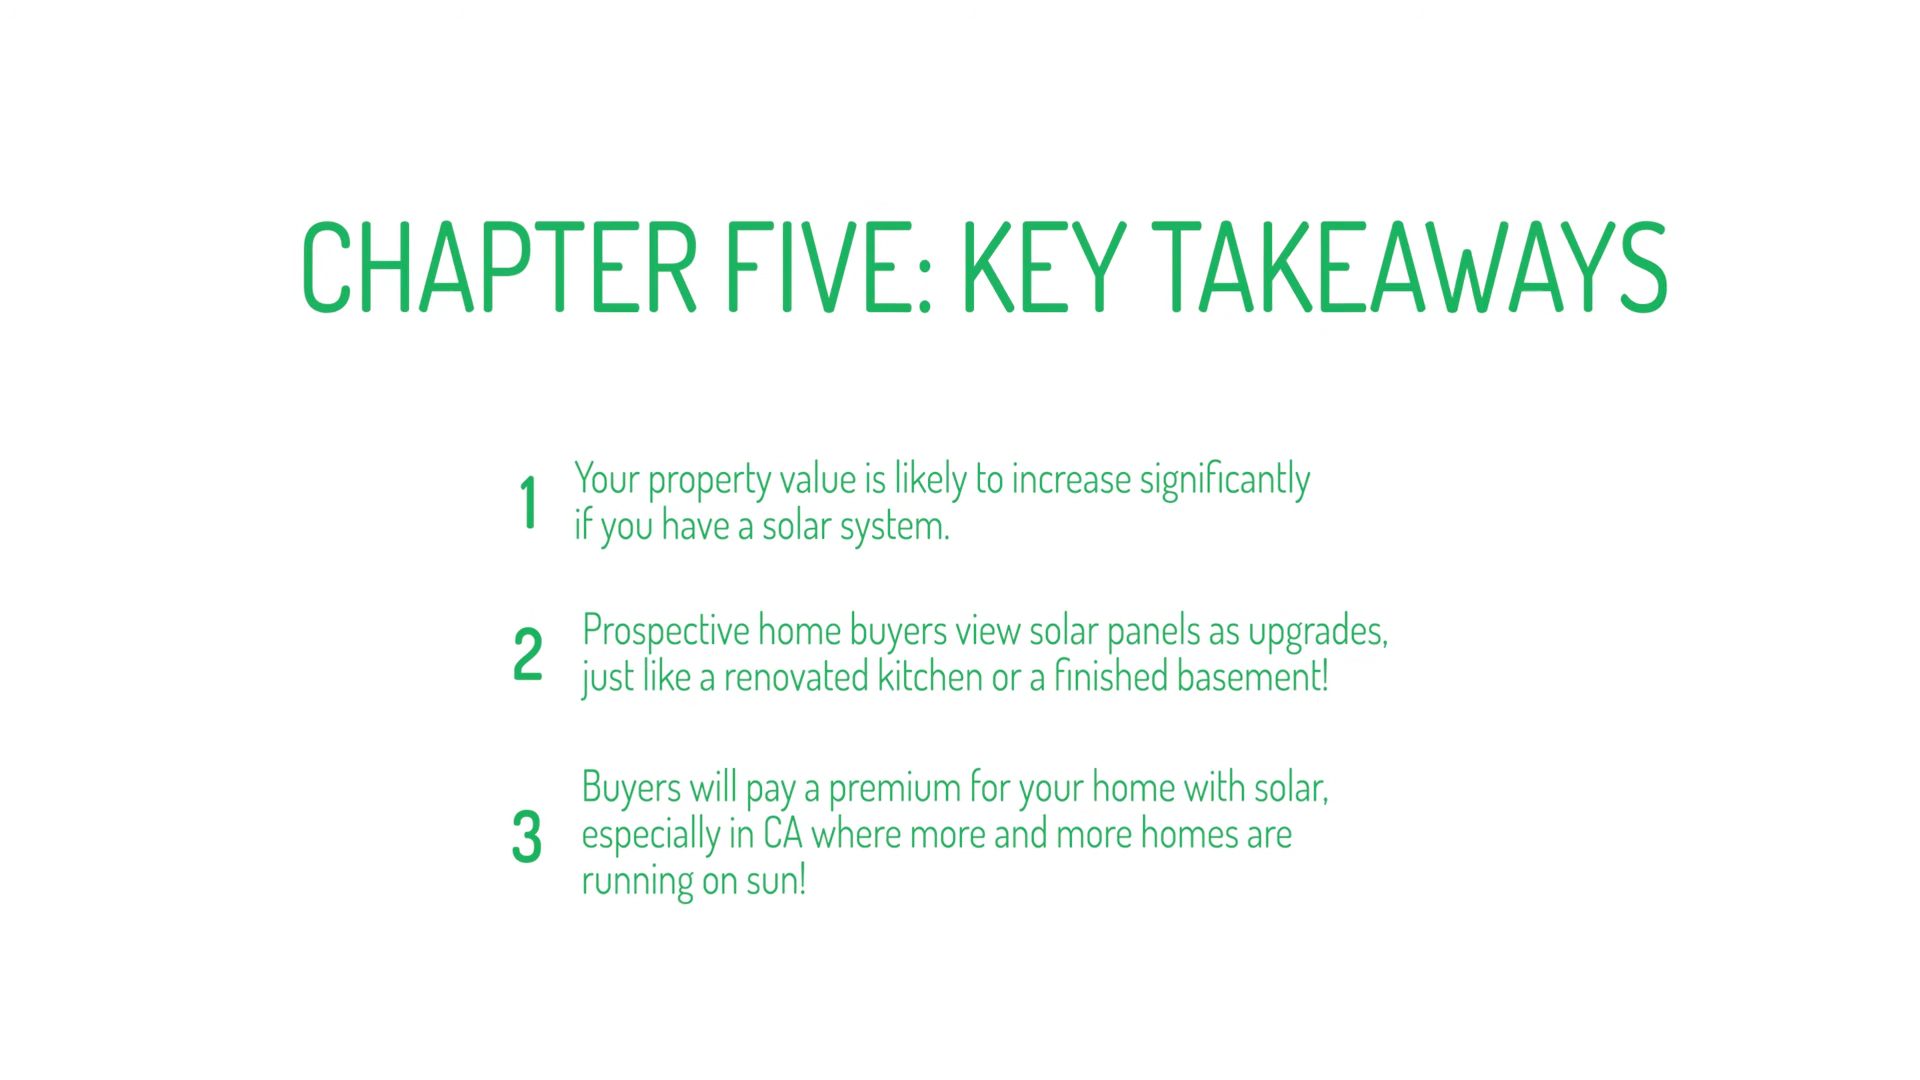 CHAPTER FIVE: KEY TAKEAWAYS
1 Your property value is likely to increase significantly
if you have a solar system.
2 Prospective home buyers view solar panels as upgrades,
just like a renovated kitchen or a finished basement!
3 Buyers will pay a premium for your home with solar,
especially in CA where more and more homes are
running on sun!